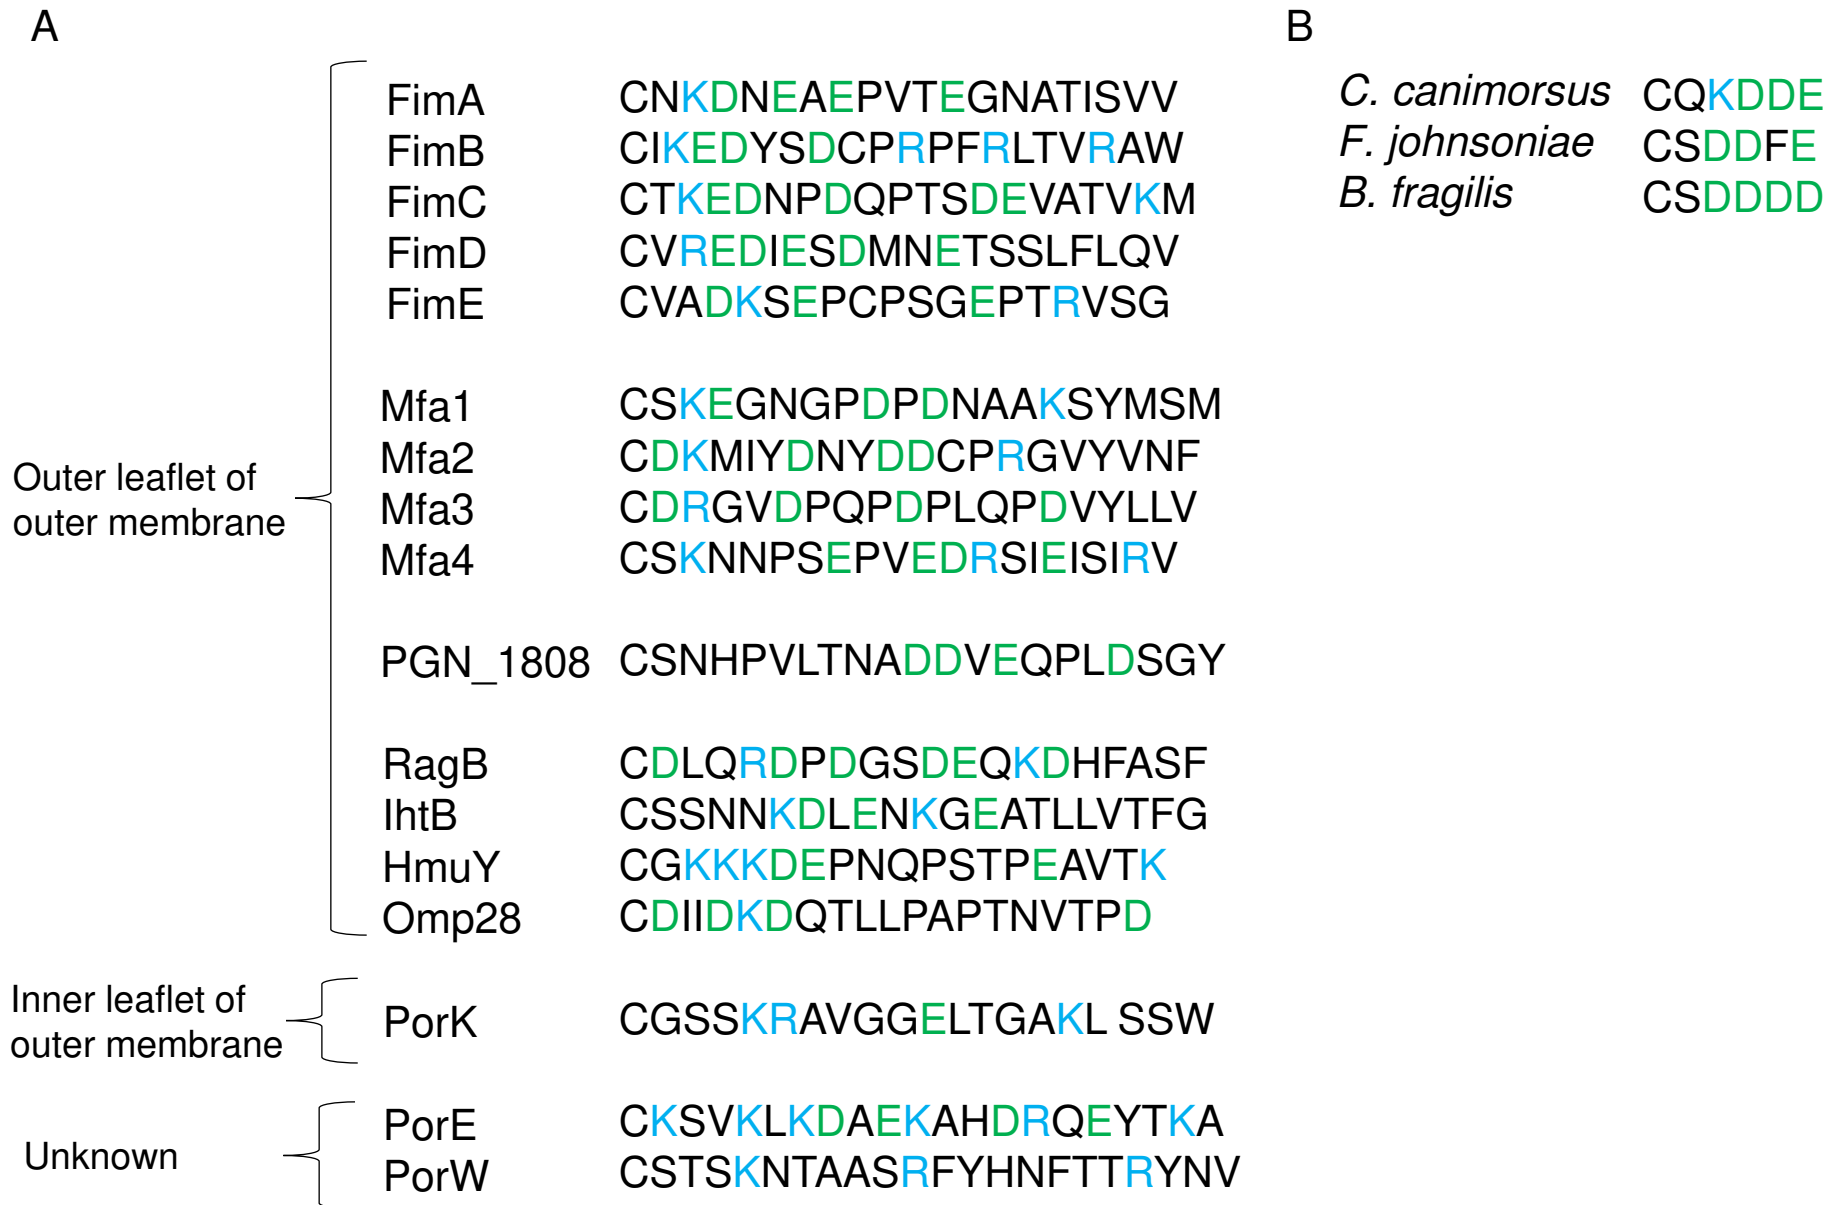 A
B
FimA CNKDNEAEPVTEGNATISVV
FimB CIKEDYSDCPRPFRLTVRAW
FimC CTKEDNPDQPTSDEVATVKM
FimD CVREDIESDMNETSSLFLQV
FimE CVADKSEPCPSGEPTRVSG
C. canimorsus CQKDDE
F. johnsoniae CSDDFE
B. fragilis CSDDDD
Mfa1 CSKEGNGPDPDNAAKSYMSM
Mfa2 CDKMIYDNYDDCPRGVYVNF
Mfa3 CDRGVDPQPDPLQPDVYLLV
Mfa4 CSKNNPSEPVEDRSIEISIRV
Outer leaflet of
outer membrane
PGN_1808 CSNHPVLTNADDVEQPLDSGY
RagB CDLQRDPDGSDEQKDHFASF
IhtB CSSNNKDLENKGEATLLVTFG
HmuY CGKKKDEPNQPSTPEAVTK
Omp28 CDIIDKDQTLLPAPTNVTPD
Inner leaflet of
outer membrane
PorK CGSSKRAVGGELTGAKL SSW
Unknown
PorE CKSVKLKDAEKAHDRQEYTKA
PorW CSTSKNTAASRFYHNFTTRYNV